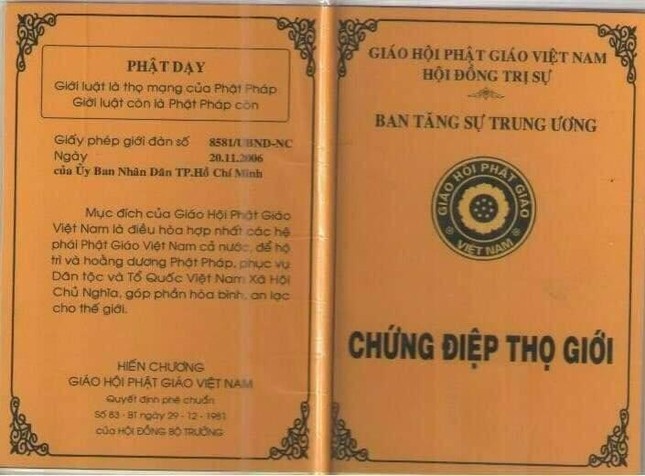 PHẬT DẠY
Giới luật là thọ mạng của Phật Pháp
Giới luật còn là Phật Pháp còn
Giấy phép giới đàn số 8581/UBND-NC
Ngày 20.11.2006
của Ủy Ban Nhân Dân TP.Hồ Chí Minh
Mục đích của Giáo Hội Phật Giáo
Việt Nam là điều hòa hợp nhất các hệ
phái Phật Giáo Việt Nam cả nước, để hộ
trì và hoằng dương Phật Pháp, phục vụ
Dân tộc và Tổ Quốc Việt Nam Xã Hội
Chủ Nghĩa, góp phần hòa bình, an lạc
cho thế giới.
HIẾN CHƯƠNG
GIÁO HỘI PHẬT GIÁO VIỆT NAM
Quyết định phê chuẩn
Số 83 - BT ngày 29 - 12 - 1981
của HỘI ĐỒNG BỘ TRƯỞNG
GIÁO HỘI PHẬT GIÁO VIỆT NAM
HỘI ĐỒNG TRỊ SỰ
BAN TĂNG SỰ TRUNG ƯƠNG
GIÁO HỘI PHẬT GIÁO
VIỆT NAM
CHỨNG ĐIỆP THỌ GIỚI